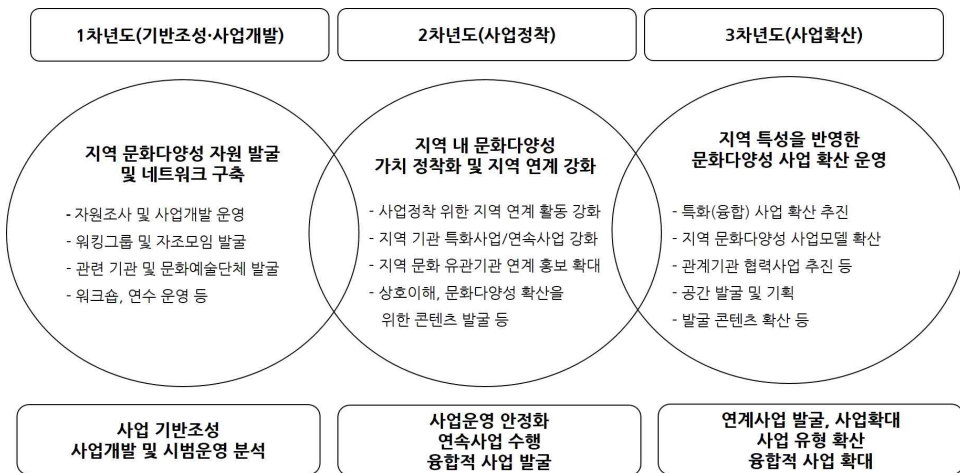 1차년도(기반조성·사업개발)
2차년도(사업정착)
3차년도(사업확산)
지역 문화다양성 자원 발굴
및 네트워크 구축
- 자원조사 및 사업개발 운영
- 워킹그룹 및 자조모임 발굴
- 관련 기관 및 문화예술단체 발굴
- 워크숍, 연수 운영 등
지역 내 문화다양성
가치 정착화 및 지역 연계 강화
- 사업정착 위한 지역 연계 활동 강화
- 지역 기관 특화사업/연속사업 강화
- 지역 문화 유관기관 연계 홍보 확대
- 상호이해, 문화다양성 확산을
위한 콘텐츠 발굴 등
지역 특성을 반영한
문화다양성 사업 확산 운영
- 특화(융합) 사업 확산 추진
- 지역 문화다양성 사업모델 확산
- 관계기관 협력사업 추진 등
- 공간 발굴 및 기획
- 발굴 콘텐츠 확산 등
사업 기반조성
사업개발 및 시범운영 분석
사업운영 안정화
연속사업 수행
융합적 사업 발굴
연계사업 발굴, 사업확대
사업 유형 확산
융합적 사업 확대